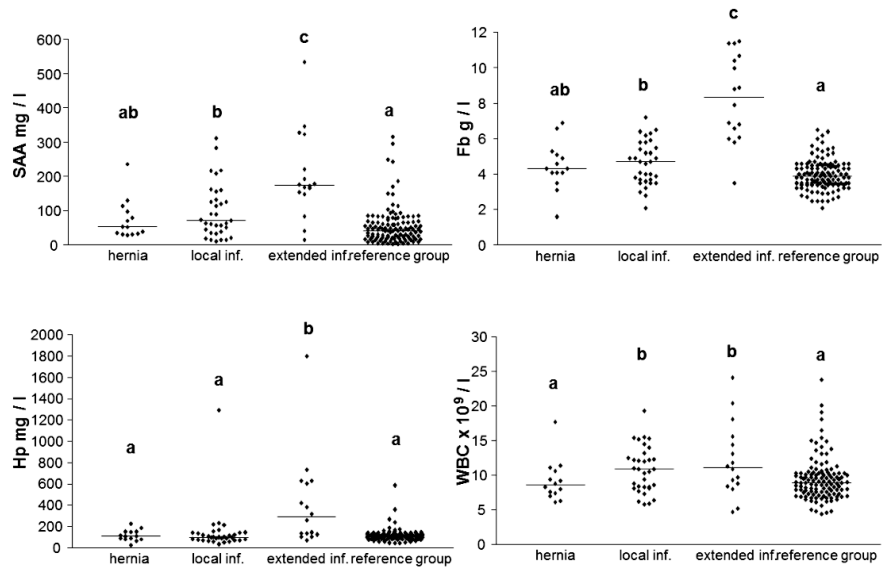 SAA mg / l
600
500
400
300
200
100
0
ab
b
c
a
hernia
local inf.
extended inf.
reference group
Fb g / l
12
10
8
6
4
2
0
ab
b
c
a
hernia
local inf.
extended inf.
reference group
Hp mg / l
2000
1800
1600
1400
1200
1000
800
600
400
200
0
a
a
b
a
hernia
local inf.
extended inf.
reference group
WBC x 10⁹ / l
30
25
20
15
10
5
0
a
b
b
a
hernia
local inf.
extended inf.
reference group